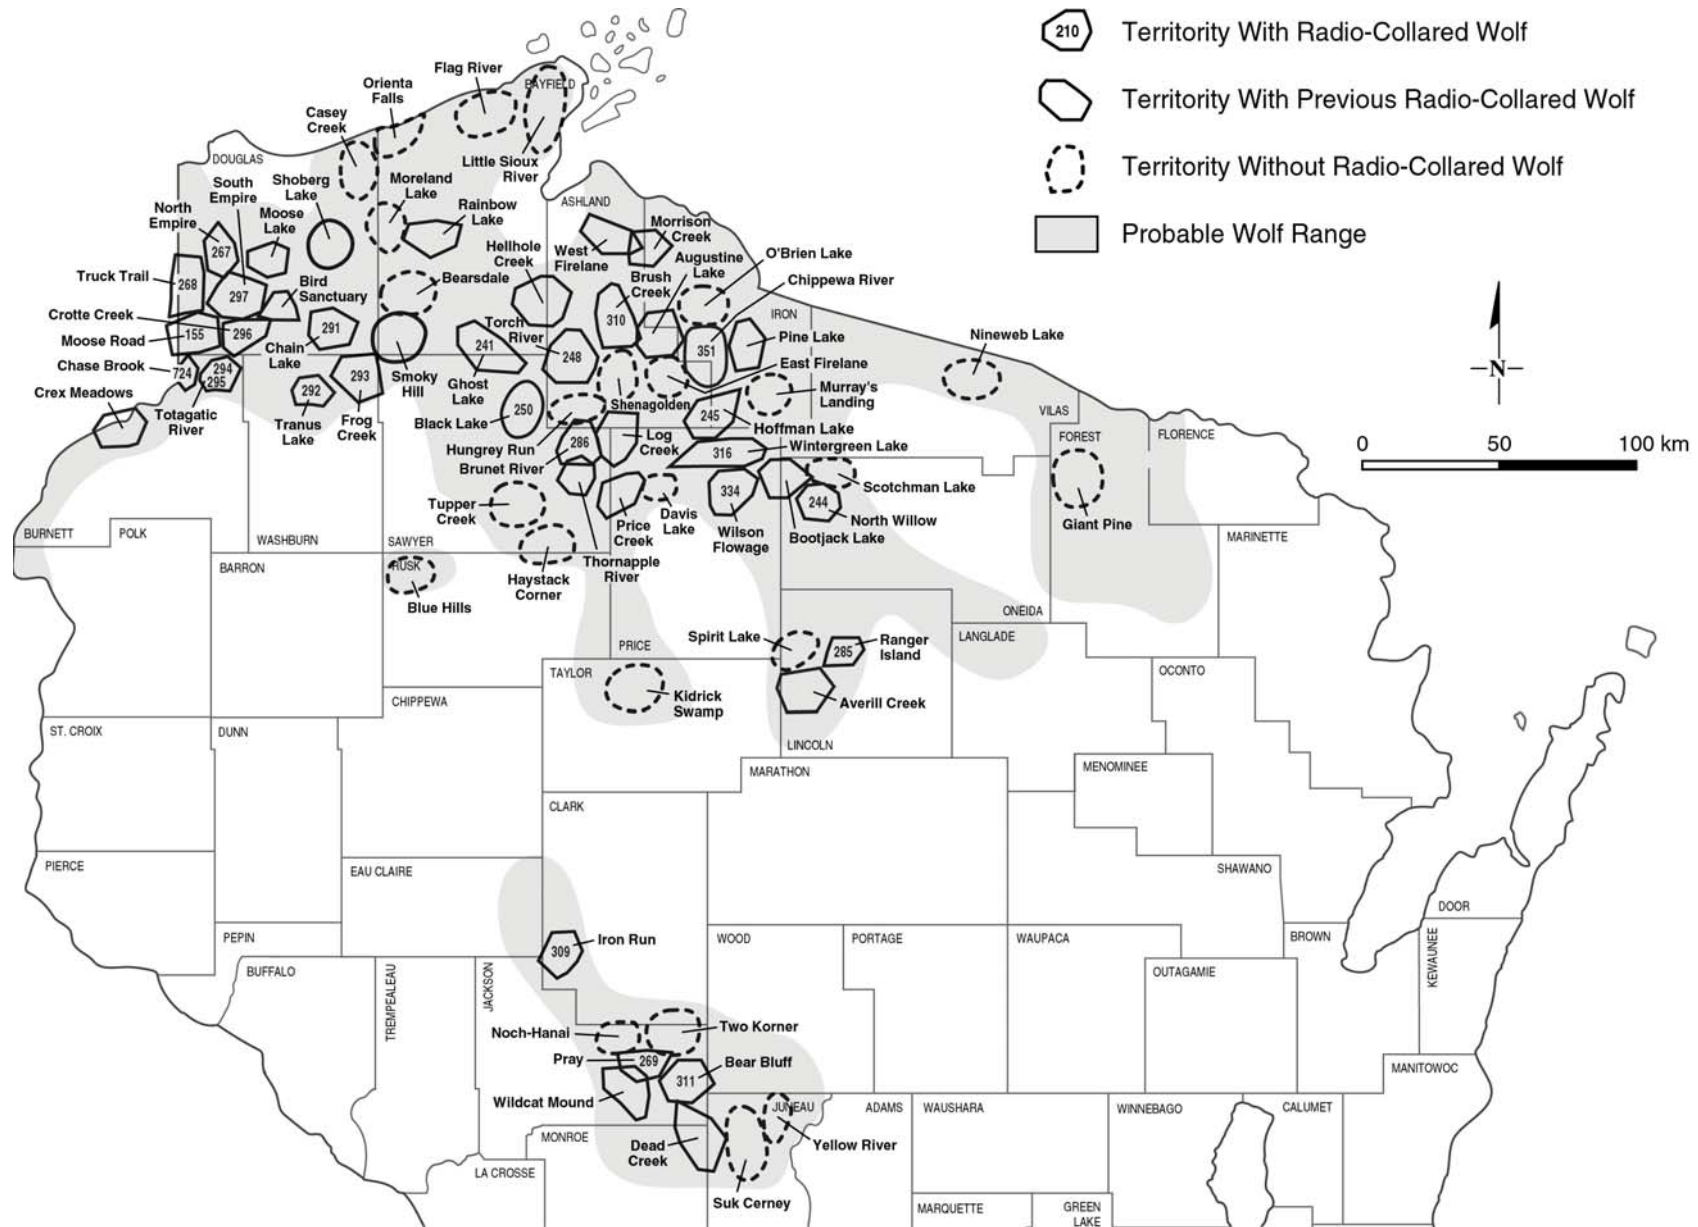 210
Territority With Radio-Collared Wolf
Territority With Previous Radio-Collared Wolf
Territority Without Radio-Collared Wolf
Probable Wolf Range
N
0 50 100 km
Flag River
BAYFIELD
Orienta
Falls
Casey
Creek
Little Sioux
River
DOUGLAS
South
Empire
Shoberg
Lake
Moreland
Lake
North
Empire
Moose
Lake
Rainbow
Lake
ASHLAND
Morrison
Creek
West
Firelane
Hellhole
Creek
Augustine
Lake
O'Brien Lake
Chippewa River
267
Truck Trail
268
297
Bird
Sanctuary
Bearsdale
Brush
Creek
310
IRON
Crotte Creek
Moose Road
155
296
291
Chain
Lake
Torch
River
241
248
351
Pine Lake
Nineweb Lake
Chase Brook
724
294
295
Crex Meadows
Totagatic
River
292
Tranus
Lake
293
Frog
Creek
Smoky
Hill
Ghost
Lake
East Firelane
Murray's
Landing
Shenagolden
Black Lake
250
245
Hoffman Lake
VILAS
FOREST
FLORENCE
Hungrey Run
Brunet River
286
Log
Creek
316
Wintergreen Lake
Scotchman Lake
Tupper
Creek
Price
Creek
Davis
Lake
334
Wilson
Flowage
244
North Willow
Bootjack Lake
Giant Pine
BURNETT
POLK
WASHBURN
SAWYER
MARINETTE
Thornapple
River
Haystack
Corner
BARRON
RUSK
Blue Hills
ONEIDA
LANGLADE
PRICE
Spirit Lake
285
Ranger
Island
TAYLOR
Kidrick
Swamp
Averill Creek
OCONTO
CHIPPEWA
ST. CROIX
DUNN
LINCOLN
MARATHON
MENOMINEE
CLARK
PIERCE
EAU CLAIRE
SHAWANO
DOOR
PEPIN
309
Iron Run
WOOD
PORTAGE
WAUPACA
BROWN
KEWAUNEE
BUFFALO
TREMPEALEAU
JACKSON
OUTAGAMIE
Noch-Hanai
Two Korner
Pray
269
Bear Bluff
311
MANITOWOC
Wildcat Mound
JUNEAU
ADAMS
WAUSHARA
WINNEBAGO
CALUMET
MONROE
Dead
Creek
Yellow River
LA CROSSE
Suk Cerney
MARQUETTE
GREEN
LAKE